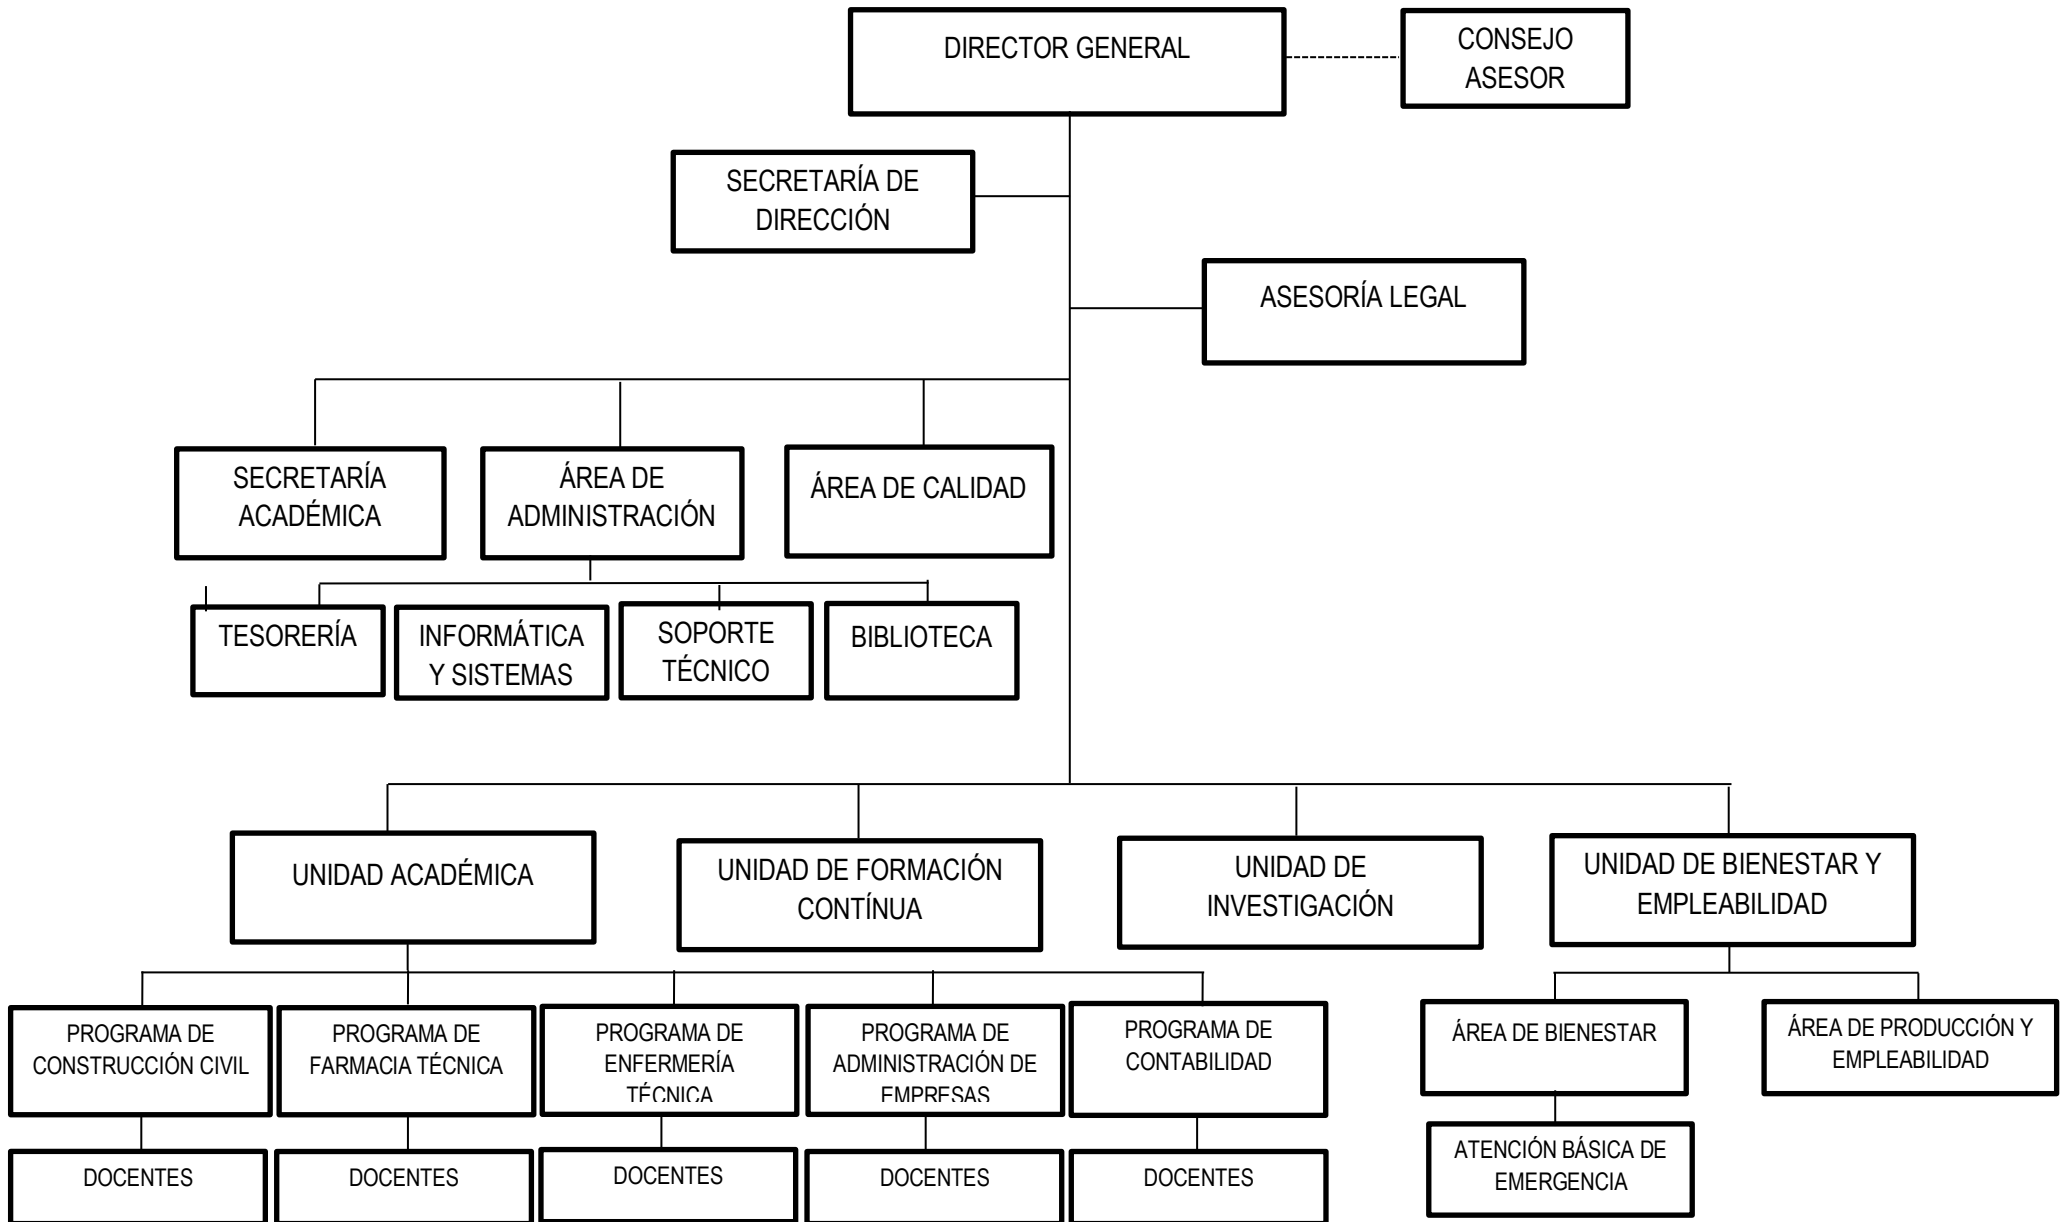 DIRECTOR GENERAL
CONSEJO
ASESOR
SECRETARÍA DE
DIRECCIÓN
ASESORÍA LEGAL
SECRETARÍA
ACADÉMICA
ÁREA DE
ADMINISTRACIÓN
ÁREA DE CALIDAD
TESORERÍA
INFORMÁTICA
Y SISTEMAS
SOPORTE
TÉCNICO
BIBLIOTECA
UNIDAD ACADÉMICA
UNIDAD DE FORMACIÓN
CONTÍNUA
UNIDAD DE
INVESTIGACIÓN
UNIDAD DE BIENESTAR Y
EMPLEABILIDAD
PROGRAMA DE
CONSTRUCCIÓN CIVIL
PROGRAMA DE
FARMACIA TÉCNICA
PROGRAMA DE
ENFERMERÍA
TÉCNICA
PROGRAMA DE
ADMINISTRACIÓN DE
EMPRESAS
PROGRAMA DE
CONTABILIDAD
ÁREA DE BIENESTAR
ÁREA DE PRODUCCIÓN Y
EMPLEABILIDAD
DOCENTES
DOCENTES
DOCENTES
DOCENTES
DOCENTES
ATENCIÓN BÁSICA DE
EMERGENCIA